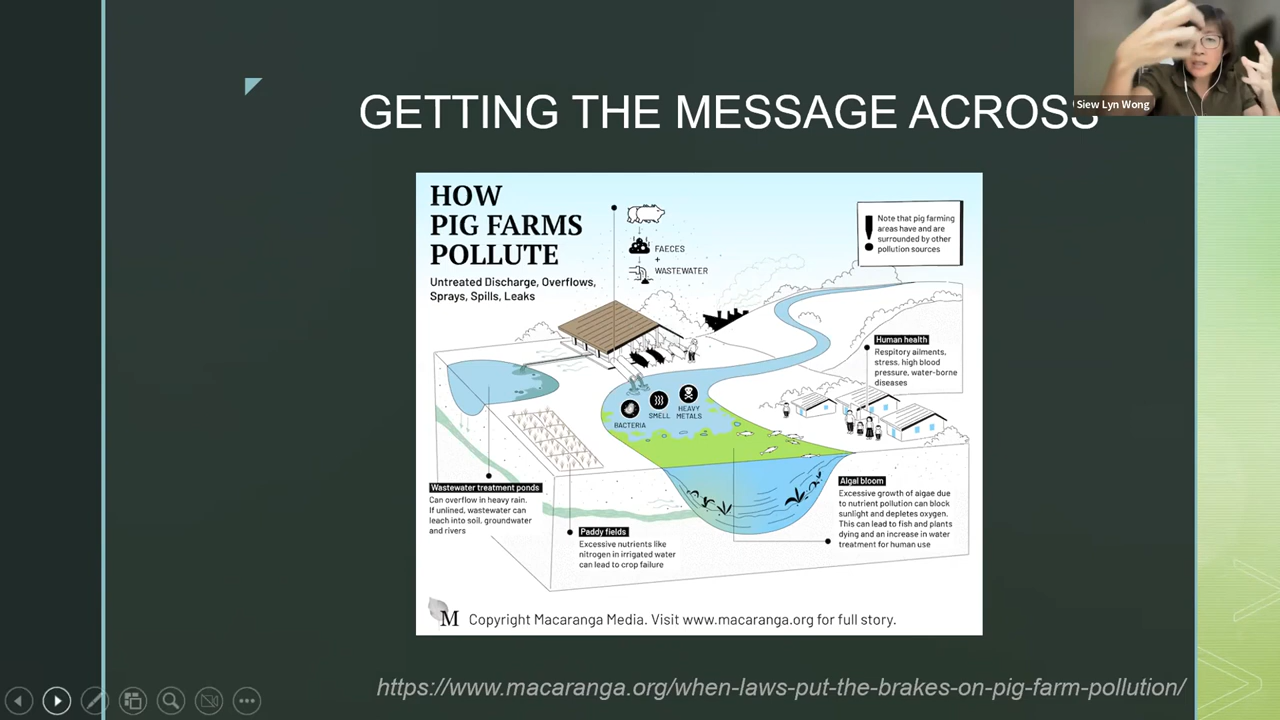 GETTING THE MESSAGE ACROSS
Siew Lyn Wong
HOW
PIG FARMS
POLLUTE
Untreated Discharge, Overflows,
Sprays, Spills, Leaks
FAECES
+
WASTEWATER
! Note that pig farming
areas have and are
surrounded by other
pollution sources
Human health
Respitory ailments,
stress, high blood
pressure, water-borne
diseases
BACTERIA
SMELL
HEAVY
METALS
Wastewater treatment ponds
Can overflow in heavy rain.
If unlined, wastewater can
leach into soil, groundwater
and rivers
Paddy fields
Excessive nutrients like
nitrogen in irrigated water
can lead to crop failure
Algal bloom
Excessive growth of algae due
to nutrient pollution can block
sunlight and depletes oxygen.
This can lead to fish and plants
dying and an increase in water
treatment for human use
M Copyright Macaranga Media. Visit www.macaranga.org for full story.
https://www.macaranga.org/when-laws-put-the-brakes-on-pig-farm-pollution/